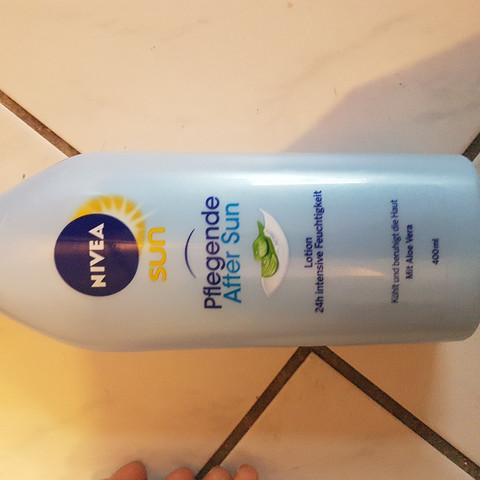 NIVEA
sun
Pflegende
After Sun
Lotion
24h intensive Feuchtigkeit
Kühlt und beruhigt die Haut
Mit Aloe Vera
400ml